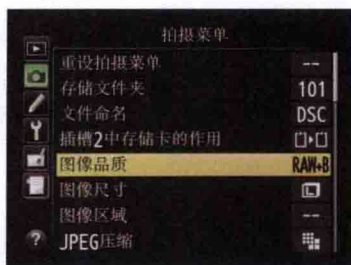 拍摄菜单
重设拍摄菜单 --
存储文件夹 101
文件命名 DSC
插槽2中存储卡的作用
图像品质 RAW+B
图像尺寸 L
图像区域 --
? JPEG压缩